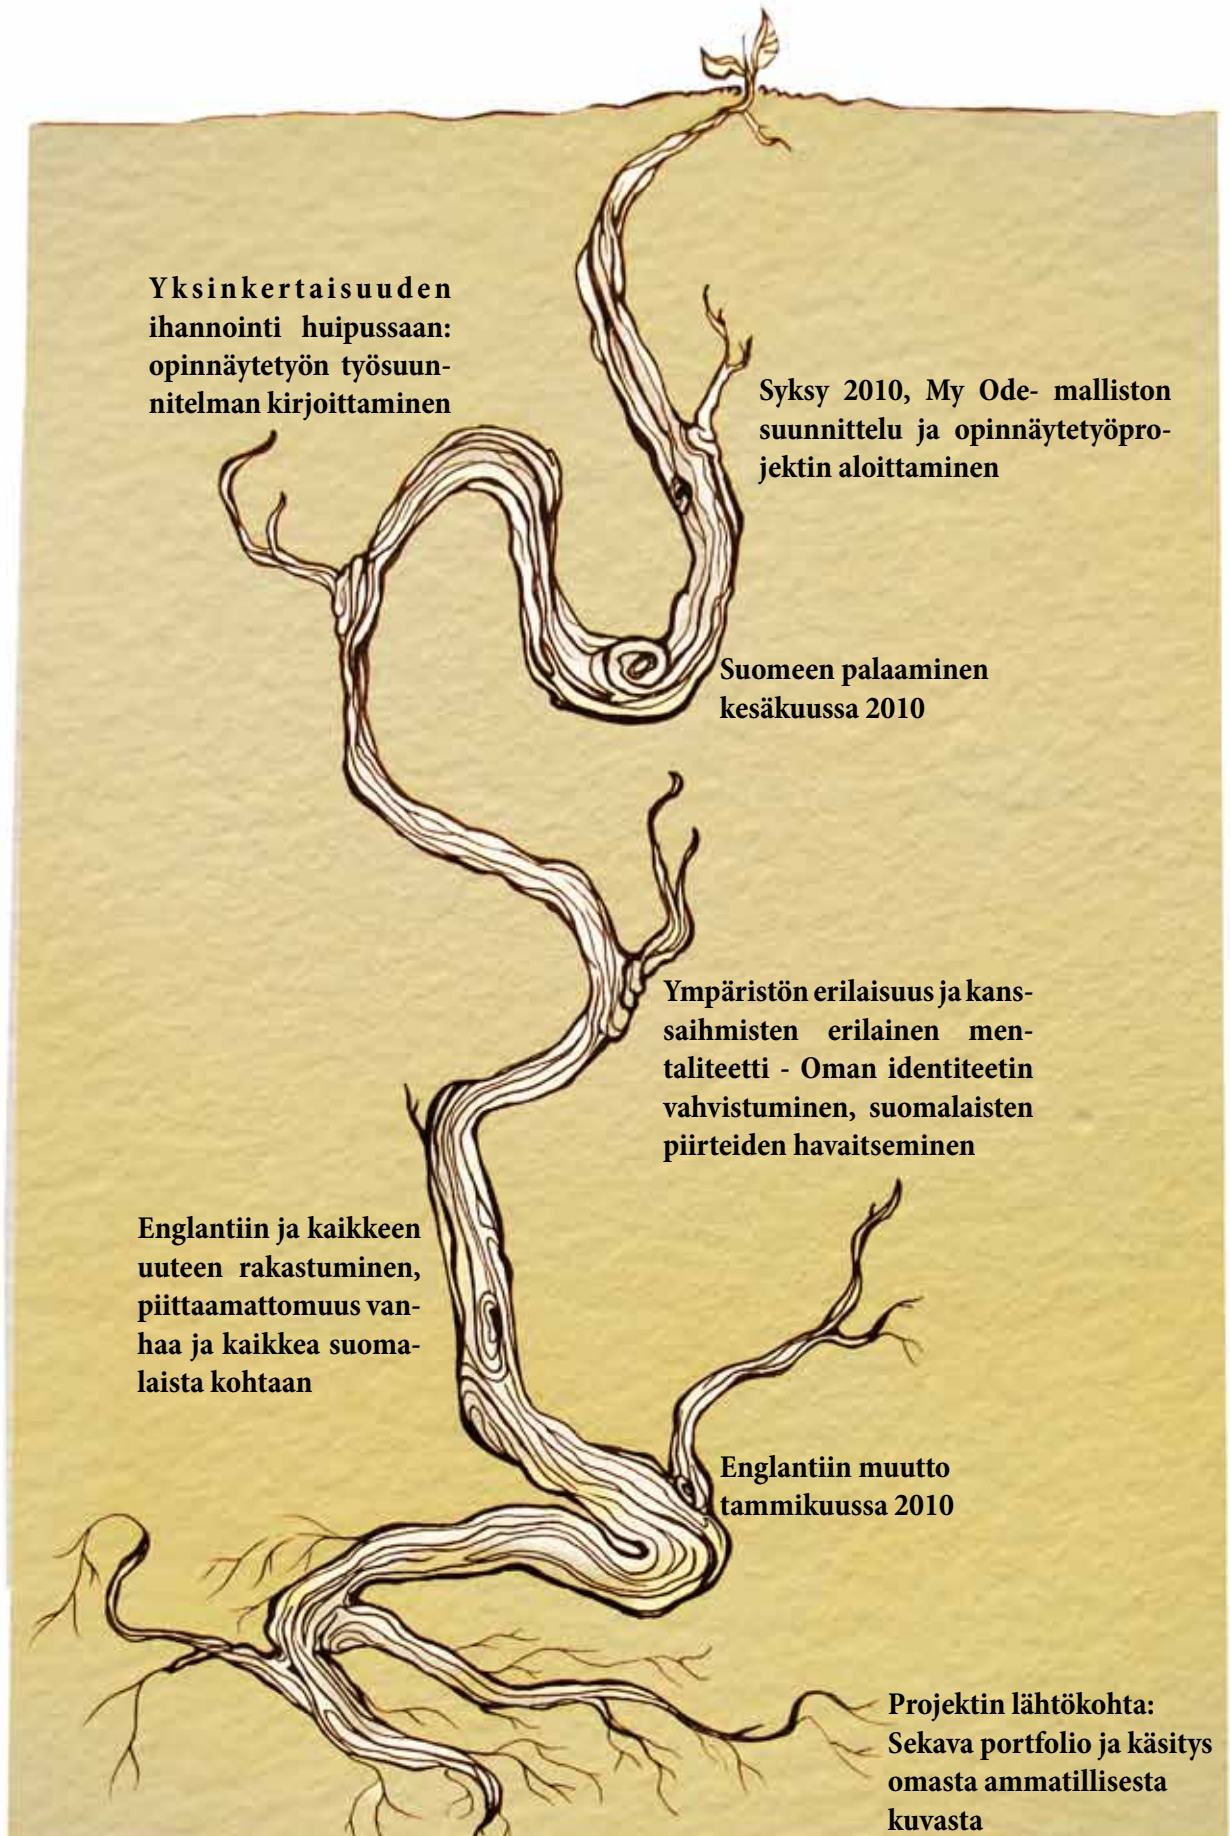 Yksinkertaisuuden
ihannointi huipussaan:
opinnäytetyön työsuun-
nitelman kirjoittaminen
Syksy 2010, My Ode- malliston
suunnittelu ja opinnäytetyöpro-
jektin aloittaminen
Suomeen palaaminen
kesäkuussa 2010
Ympäristön erilaisuus ja kans-
saihmisten erilainen men-
taliteetti - Oman identiteetin
vahvistuminen, suomalaisten
piirteiden havaitseminen
Englantiin ja kaikkeen
uuteen rakastuminen,
piittaamattomuus van-
haa ja kaikkea suoma-
laista kohtaan
Englantiin muutto
tammikuussa 2010
Projektin lähtökohta:
Sekava portfolio ja käsitys
omasta ammatillisesta
kuvasta